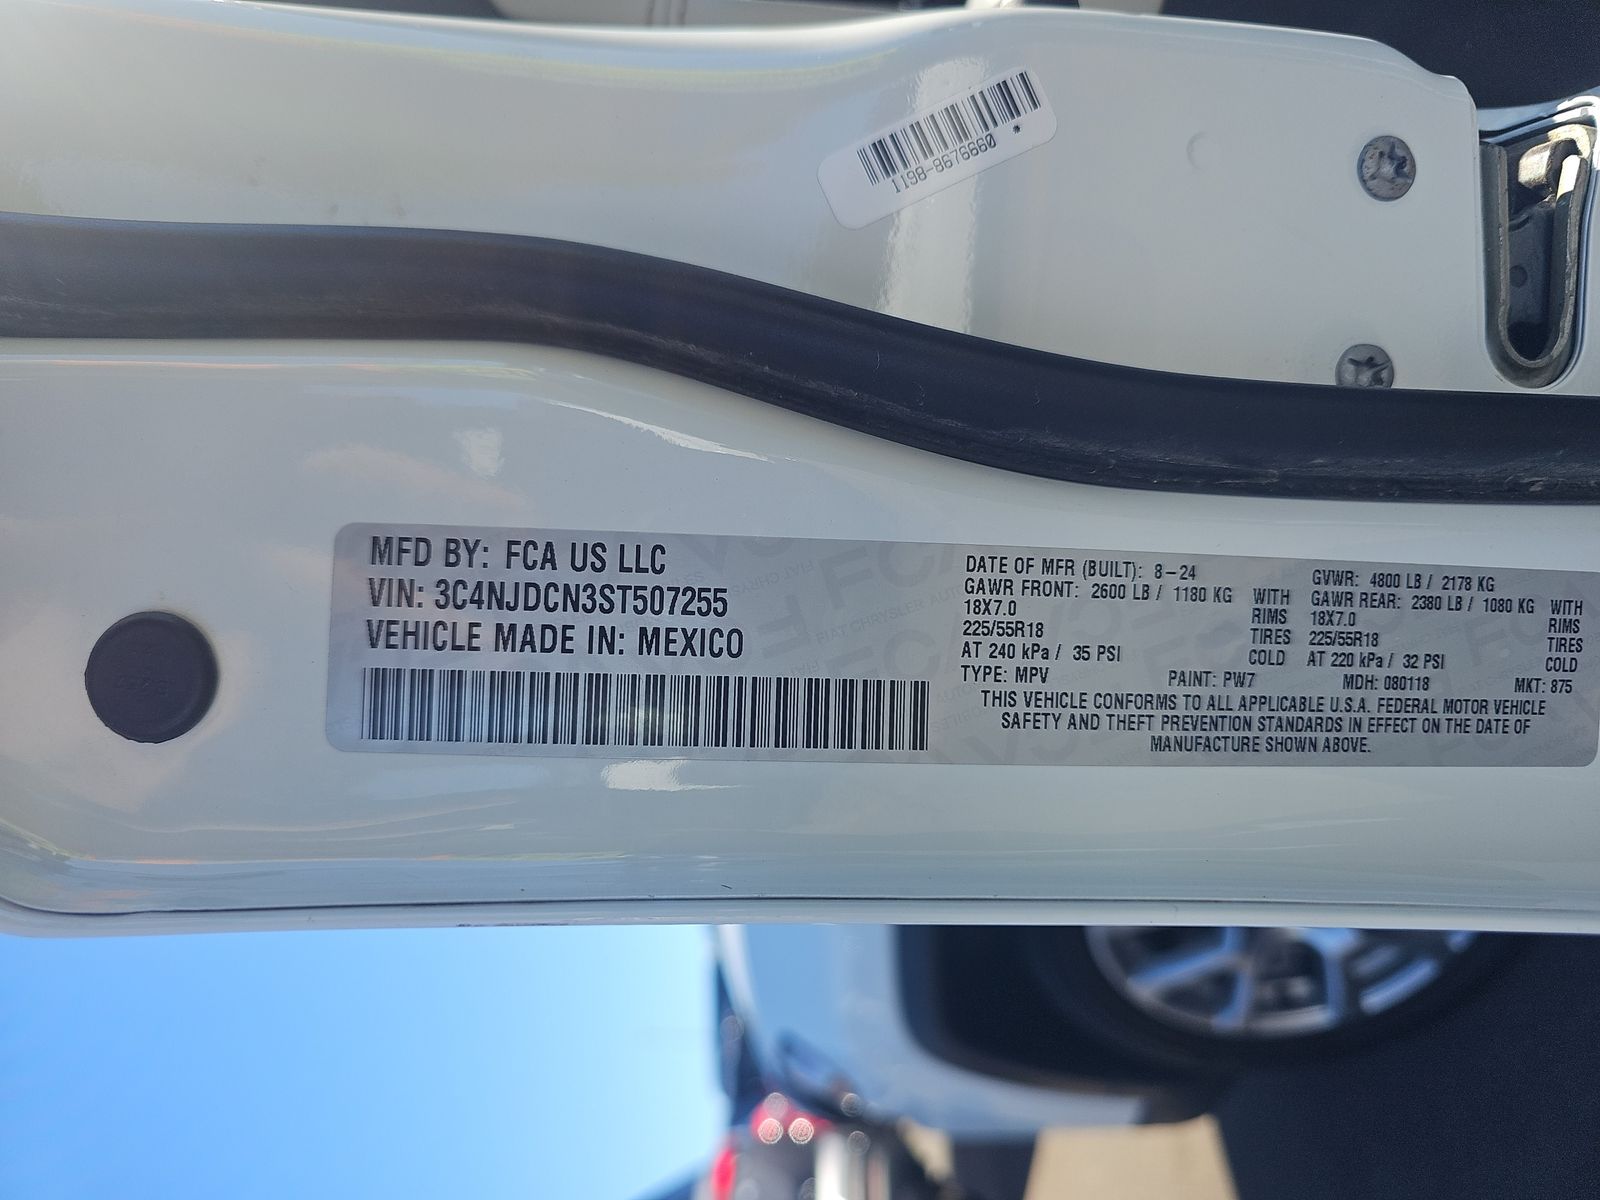 1198-8676660 *
MFD BY: FCA US LLC
VIN: 3C4NJDCN3ST507255
VEHICLE MADE IN: MEXICO
DATE OF MFR (BUILT): 8-24
GAWR FRONT: 2600 LB / 1180 KG WITH
18X7.0 RIMS
225/55R18 TIRES
AT 240 kPa / 35 PSI COLD
GVWR: 4800 LB / 2178 KG
GAWR REAR: 2380 LB / 1080 KG WITH
18X7.0 RIMS
225/55R18 TIRES
AT 220 kPa / 32 PSI COLD
TYPE: MPV PAINT: PW7 MDH: 080118 MKT: 875
THIS VEHICLE CONFORMS TO ALL APPLICABLE U.S.A. FEDERAL MOTOR VEHICLE
SAFETY AND THEFT PREVENTION STANDARDS IN EFFECT ON THE DATE OF
MANUFACTURE SHOWN ABOVE.